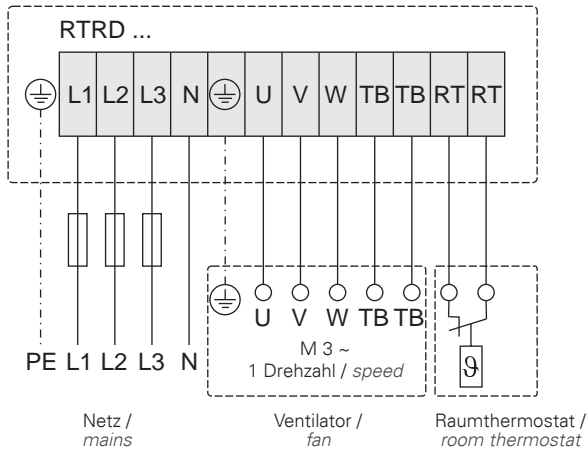 RTRD ...
L1 L2 L3 N U V W TB TB RT RT
U V W TB TB
M 3 ~
1 Drehzahl / speed
ϑ
PE L1 L2 L3 N
Netz /
mains
Ventilator /
fan
Raumthermostat /
room thermostat